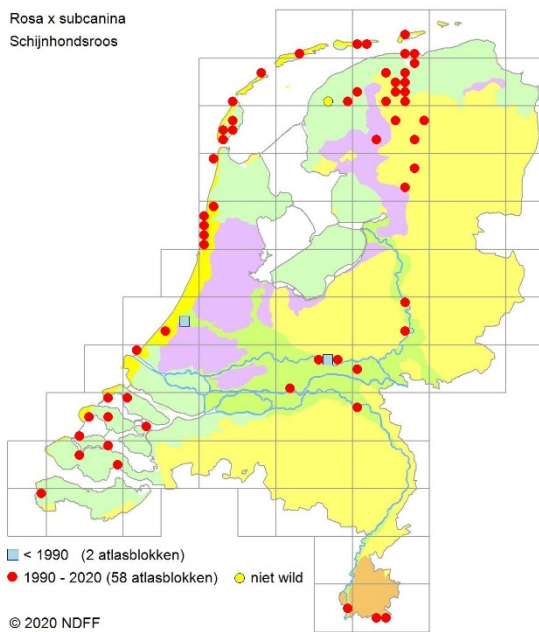 Rosa x subcanina
Schijnhondsroos
< 1990 (2 atlasblokken)
1990 - 2020 (58 atlasblokken) niet wild
© 2020 NDFF